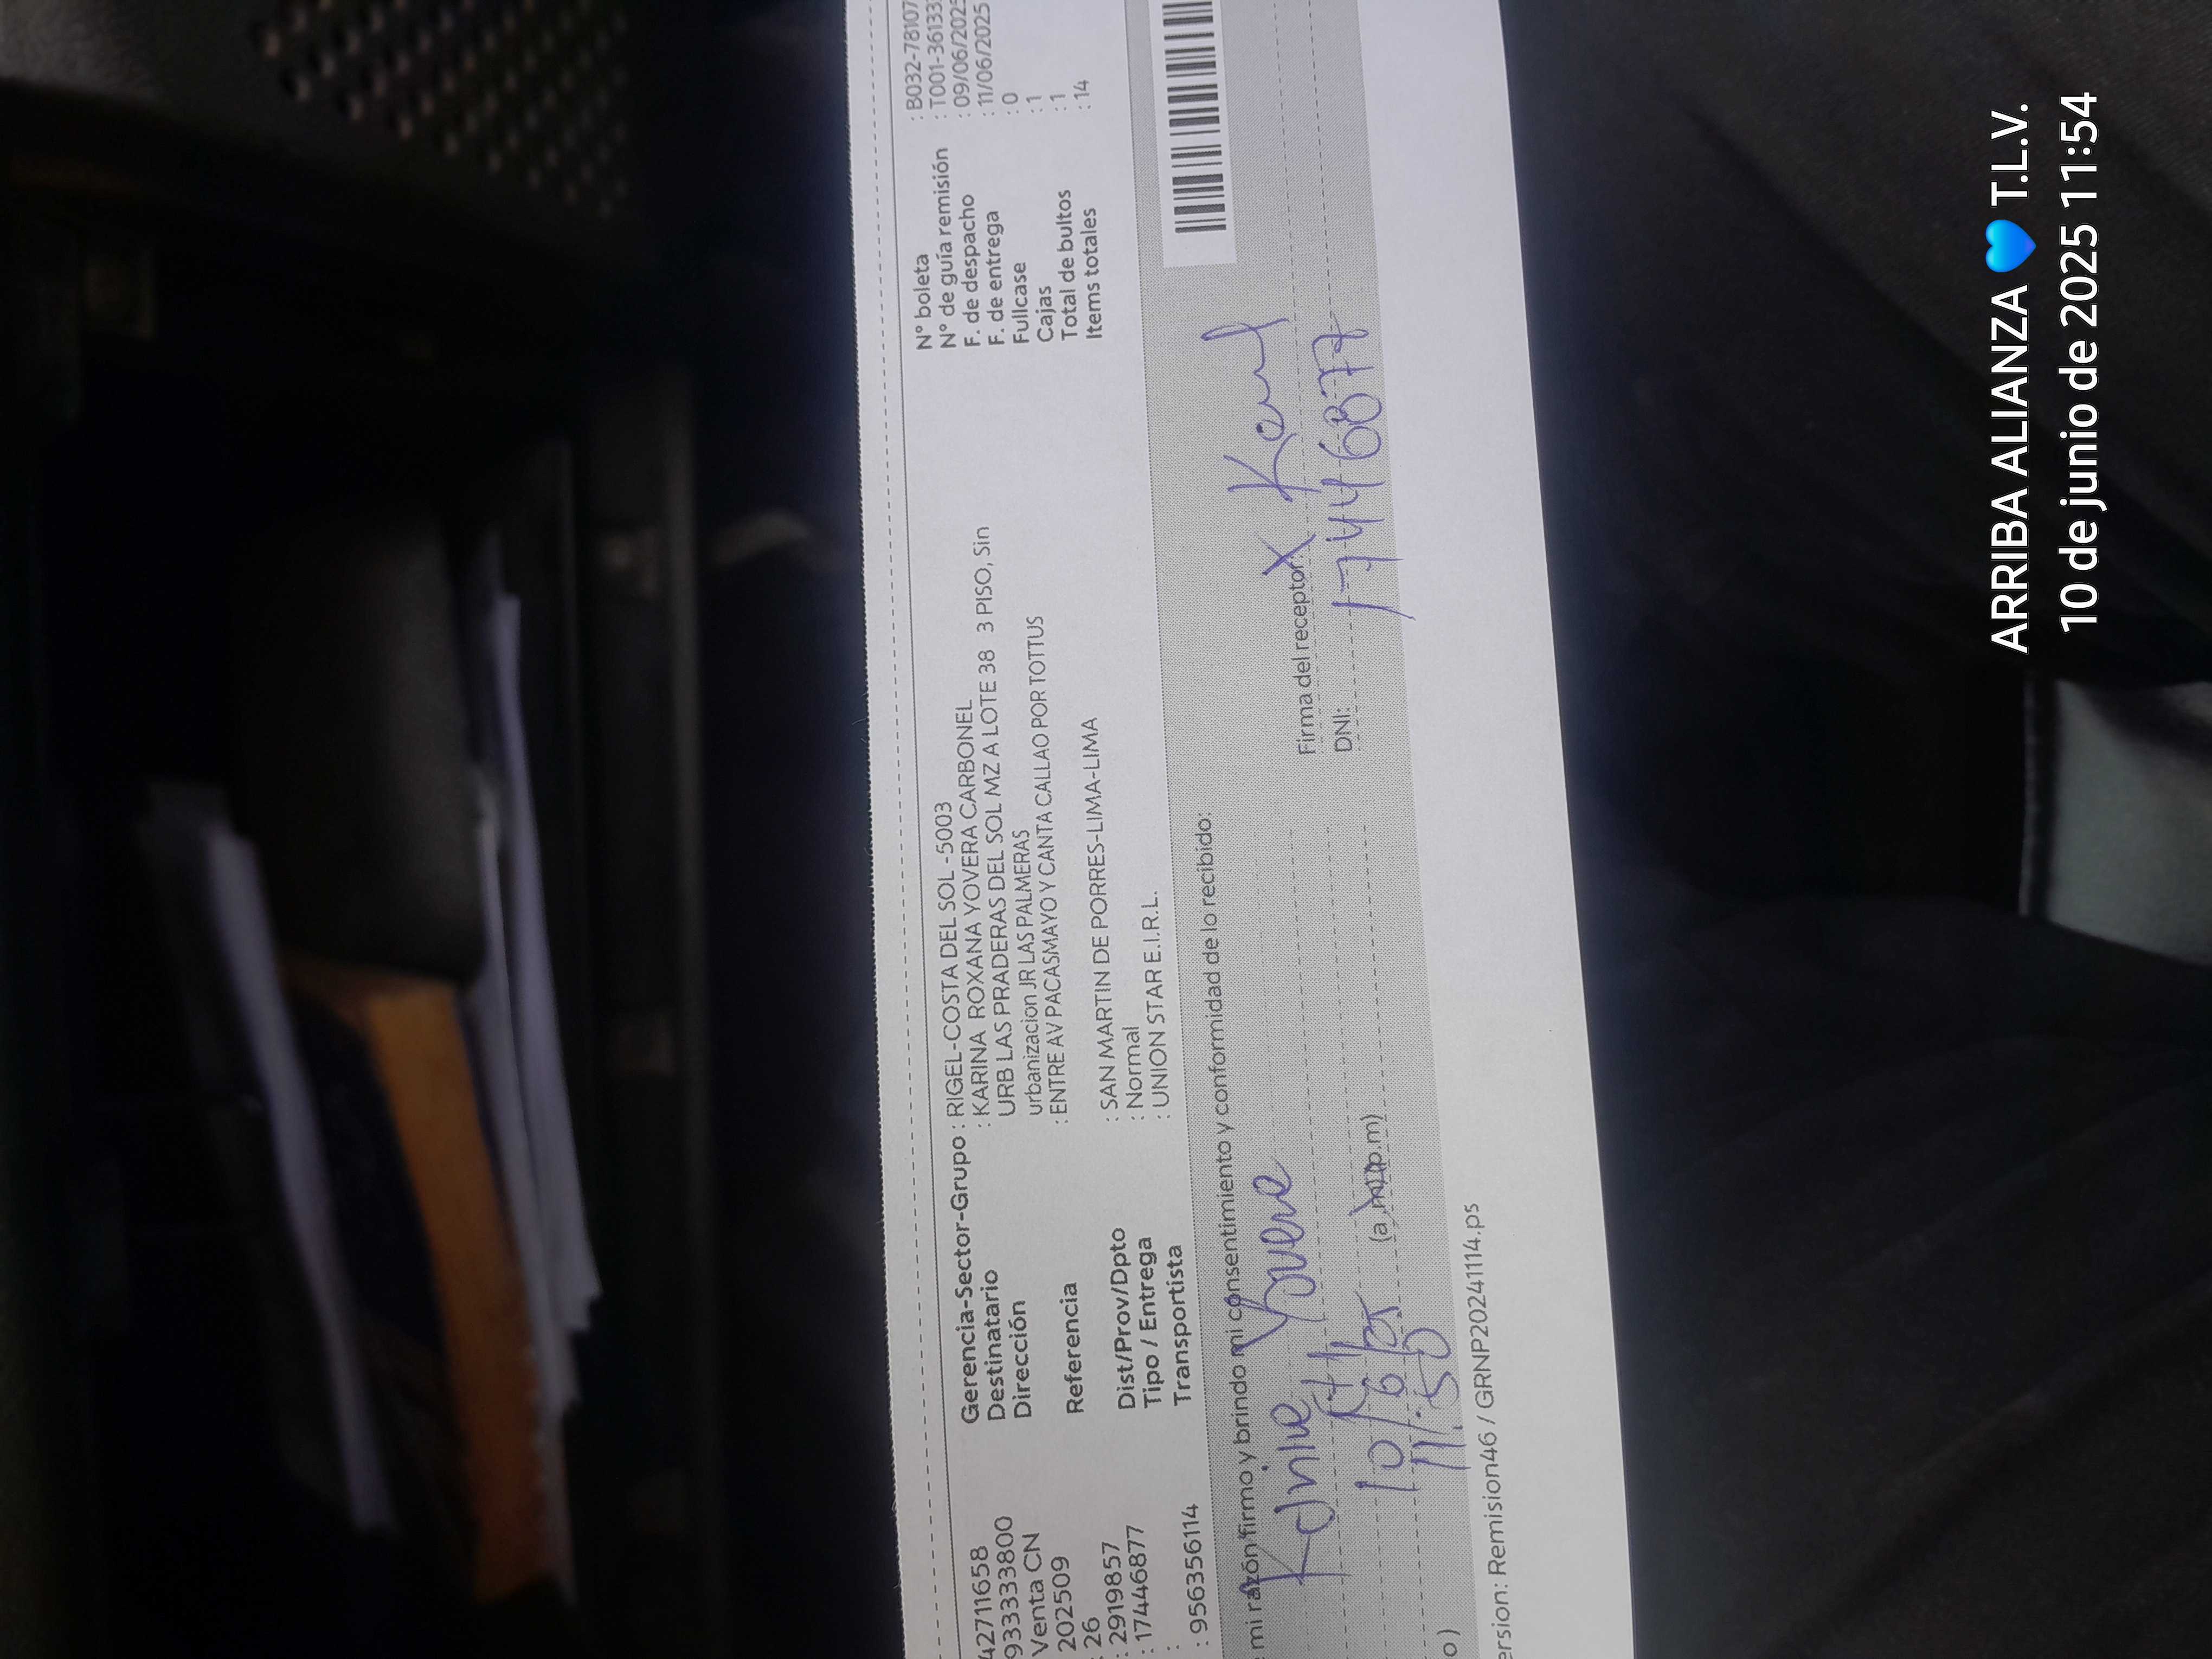 42711658
933333800
Venta CN
202509
26
: 2919857
: 17446877
:
: 956356114
Gerencia-Sector-Grupo : RIGEL-COSTA DEL SOL -5003
Destinatario : KARINA ROXANA YOVERA CARBONEL
Dirección URB LAS PRADERAS DEL SOL MZ A LOTE 38 3 PISO, Sin
urbanizacion JR LAS PALMERAS
Referencia : ENTRE AV PACASMAYO Y CANTA CALLAO POR TOTTUS
Dist/Prov/Dpto : SAN MARTIN DE PORRES-LIMA-LIMA
Tipo / Entrega : Normal
Transportista : UNION STAR E.I.R.L.
N° boleta : B032-78107
N° de guía remisión : T001-36133
F. de despacho : 09/06/2025
F. de entrega : 11/06/2025
Fullcase : 0
Cajas : 1
Total de bultos : 1
Items totales : 14
mi razón firmo y brindo mi consentimiento y conformidad de lo recibido:
Karina Yovera
10/6/25
11:50 (a.m/p.m)
Firma del receptor: X
DNI: 17446877
o)
ersion: Remision46 / GRNP20241114.ps
ARRIBA ALIANZA 💙 T.L.V.
10 de junio de 2025 11:54